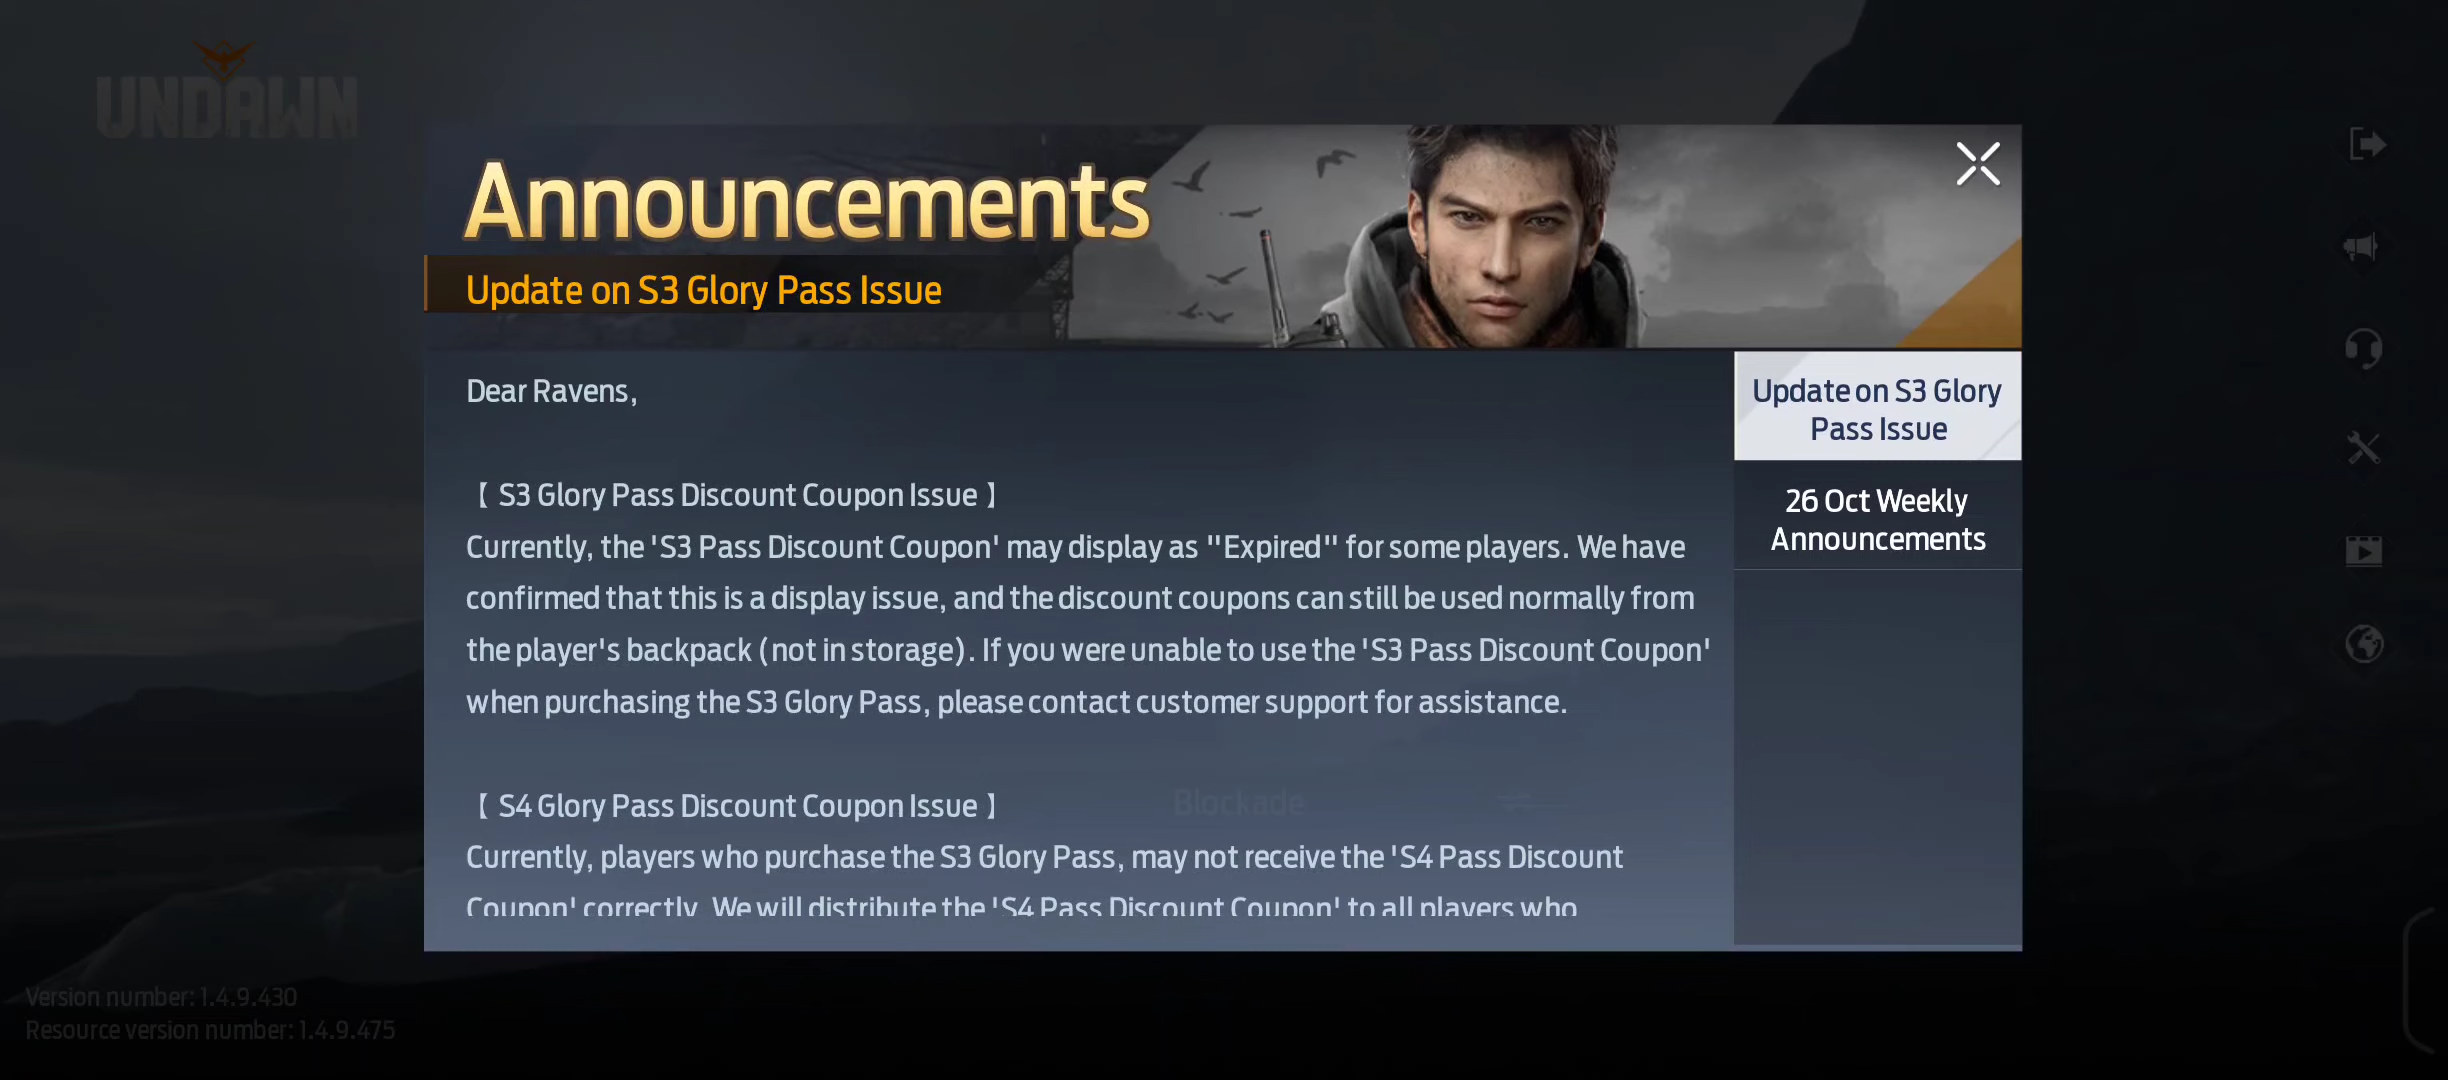 UNDAWN
Announcements
Update on S3 Glory Pass Issue
Dear Ravens,
【 S3 Glory Pass Discount Coupon Issue 】
Currently, the 'S3 Pass Discount Coupon' may display as "Expired" for some players. We have
confirmed that this is a display issue, and the discount coupons can still be used normally from
the player's backpack (not in storage). If you were unable to use the 'S3 Pass Discount Coupon'
when purchasing the S3 Glory Pass, please contact customer support for assistance.
【 S4 Glory Pass Discount Coupon Issue 】
Currently, players who purchase the S3 Glory Pass, may not receive the 'S4 Pass Discount
Coupon' correctly. We will distribute the 'S4 Pass Discount Coupon' to all players who
Update on S3 Glory
Pass Issue
26 Oct Weekly
Announcements
Blockade
Version number: 1.4.9.430
Resource version number: 1.4.9.475